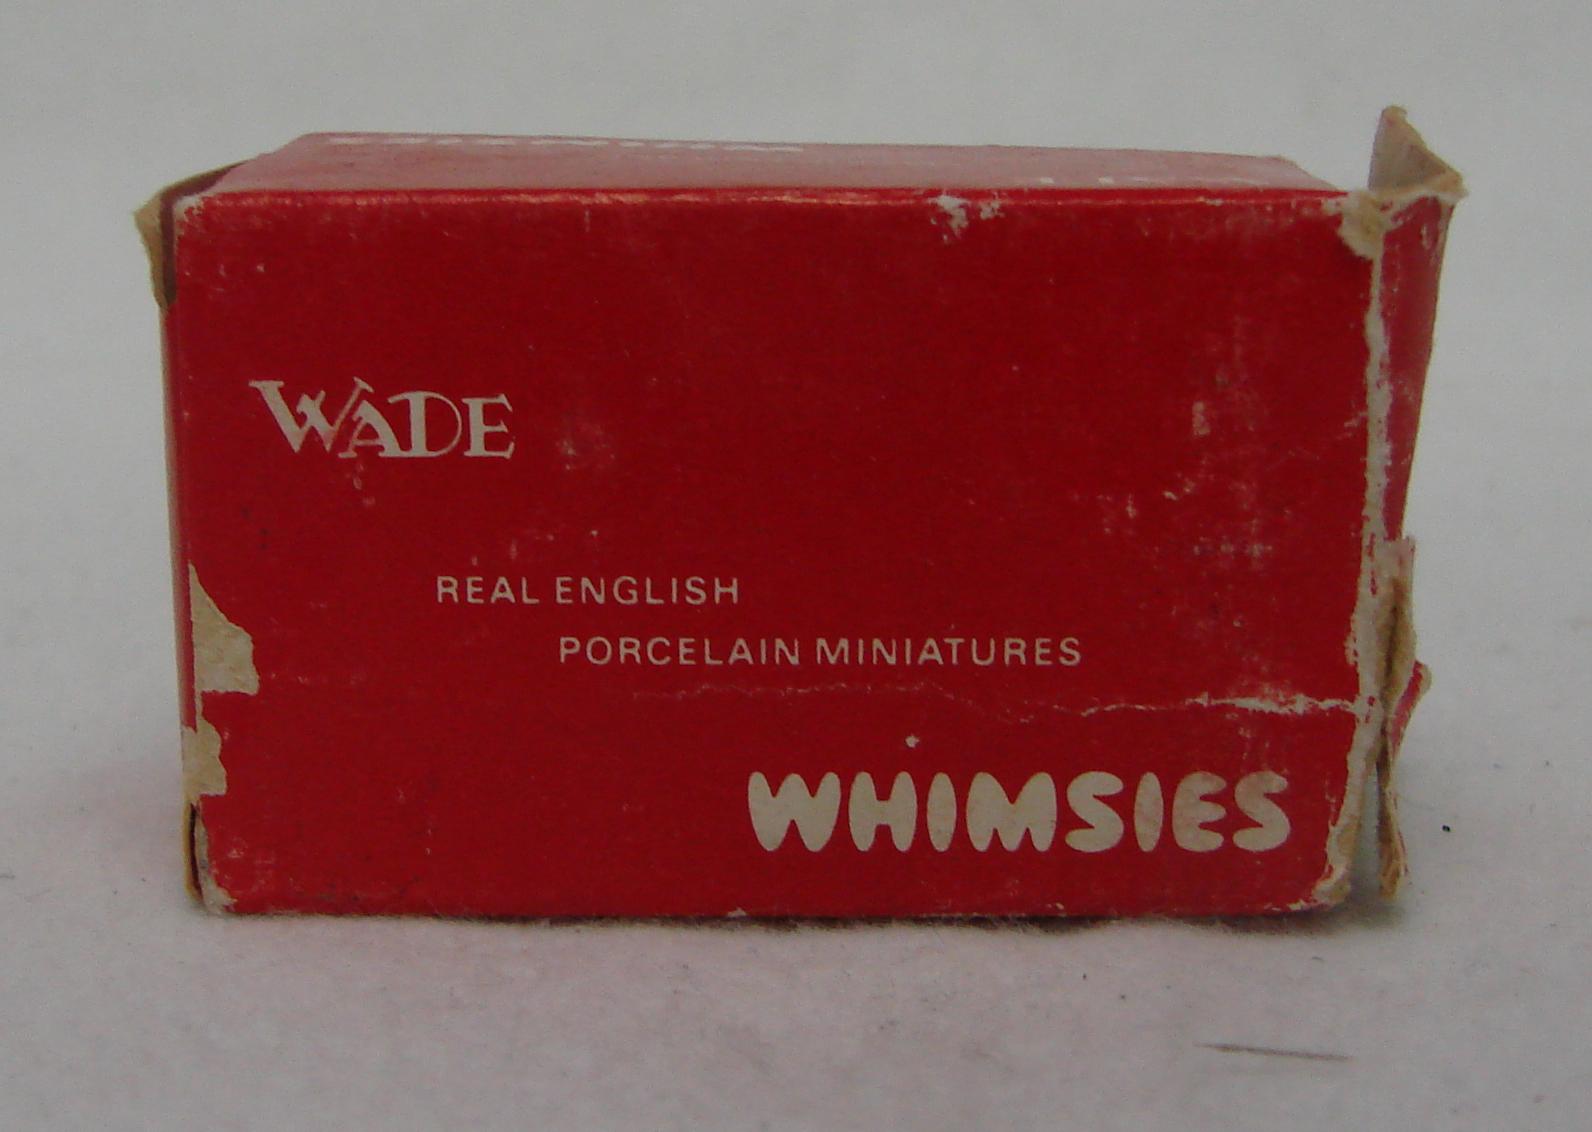 WADE
REAL ENGLISH
PORCELAIN MINIATURES
WHIMSIES